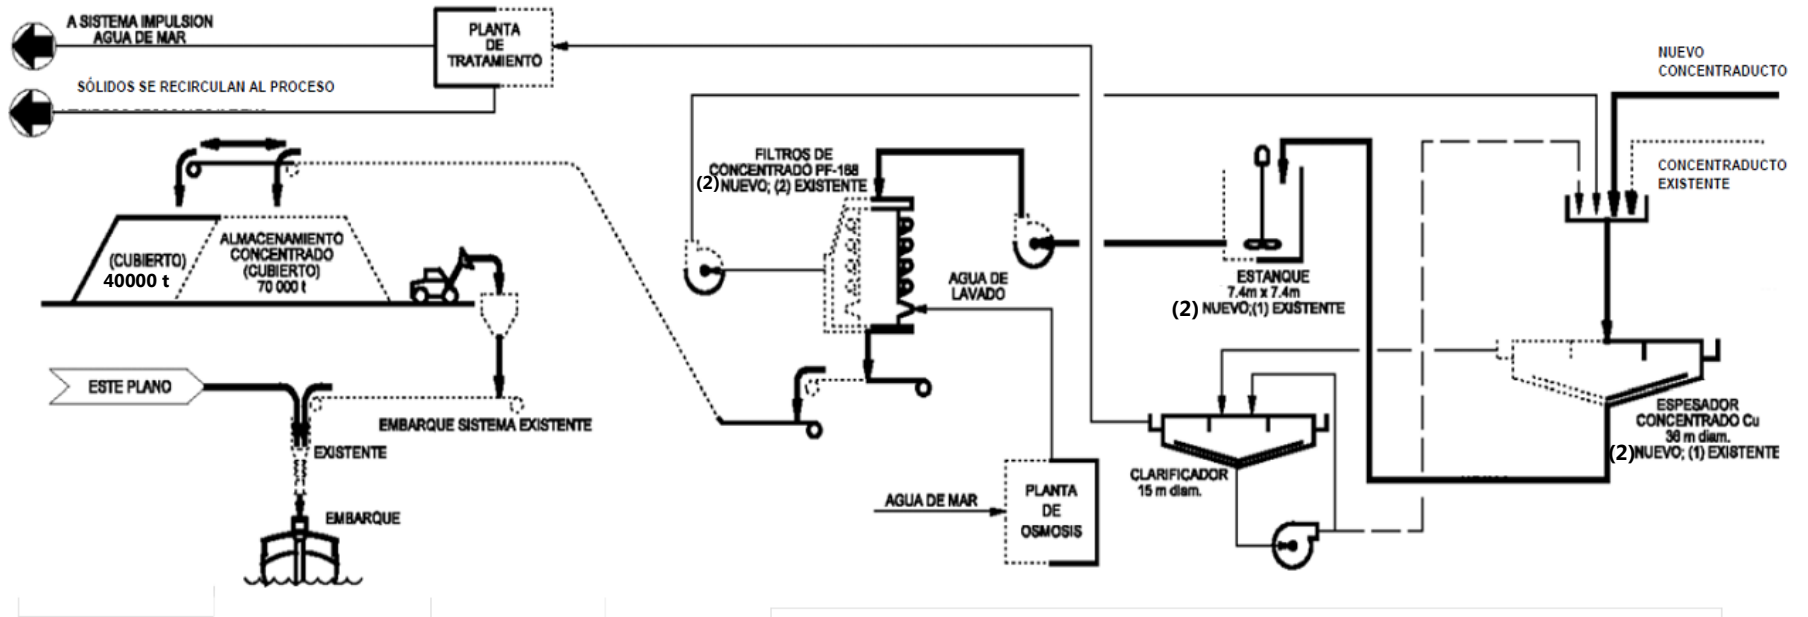 A SISTEMA IMPULSION
AGUA DE MAR
SÓLIDOS SE RECIRCULAN AL PROCESO
PLANTA
DE
TRATAMIENTO
NUEVO
CONCENTRADUCTO
CONCENTRADUCTO
EXISTENTE
FILTROS DE
CONCENTRADO PF-168
(2) NUEVO; (2) EXISTENTE
ALMACENAMIENTO
CONCENTRADO
(CUBIERTO)
70 000 t
(CUBIERTO)
40000 t
AGUA DE
LAVADO
ESTANQUE
7.4m x 7.4m
(2) NUEVO;(1) EXISTENTE
ESTE PLANO
EMBARQUE SISTEMA EXISTENTE
EXISTENTE
EMBARQUE
ESPESADOR
CONCENTRADO Cu
36 m diam.
(2)NUEVO; (1) EXISTENTE
CLARIFICADOR
15 m diam.
AGUA DE MAR
PLANTA
DE
OSMOSIS